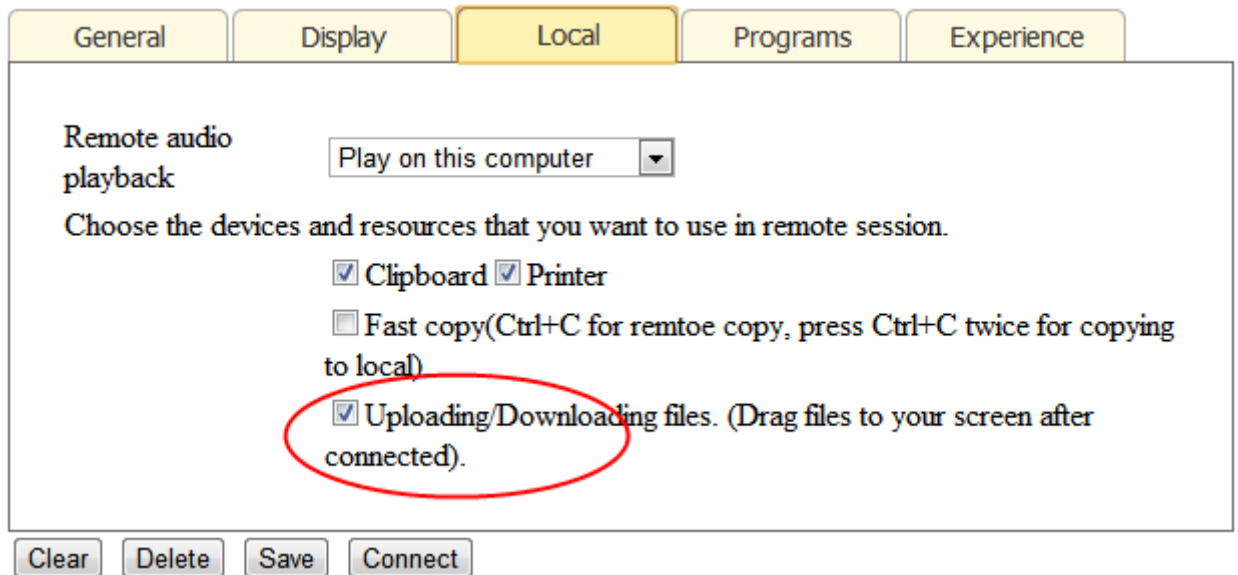 General Display Local Programs Experience
Remote audio
playback
Play on this computer
Choose the devices and resources that you want to use in remote session.
Clipboard Printer
Fast copy(Ctrl+C for remtoe copy, press Ctrl+C twice for copying
to local)
Uploading/Downloading files. (Drag files to your screen after
connected).
Clear Delete Save Connect